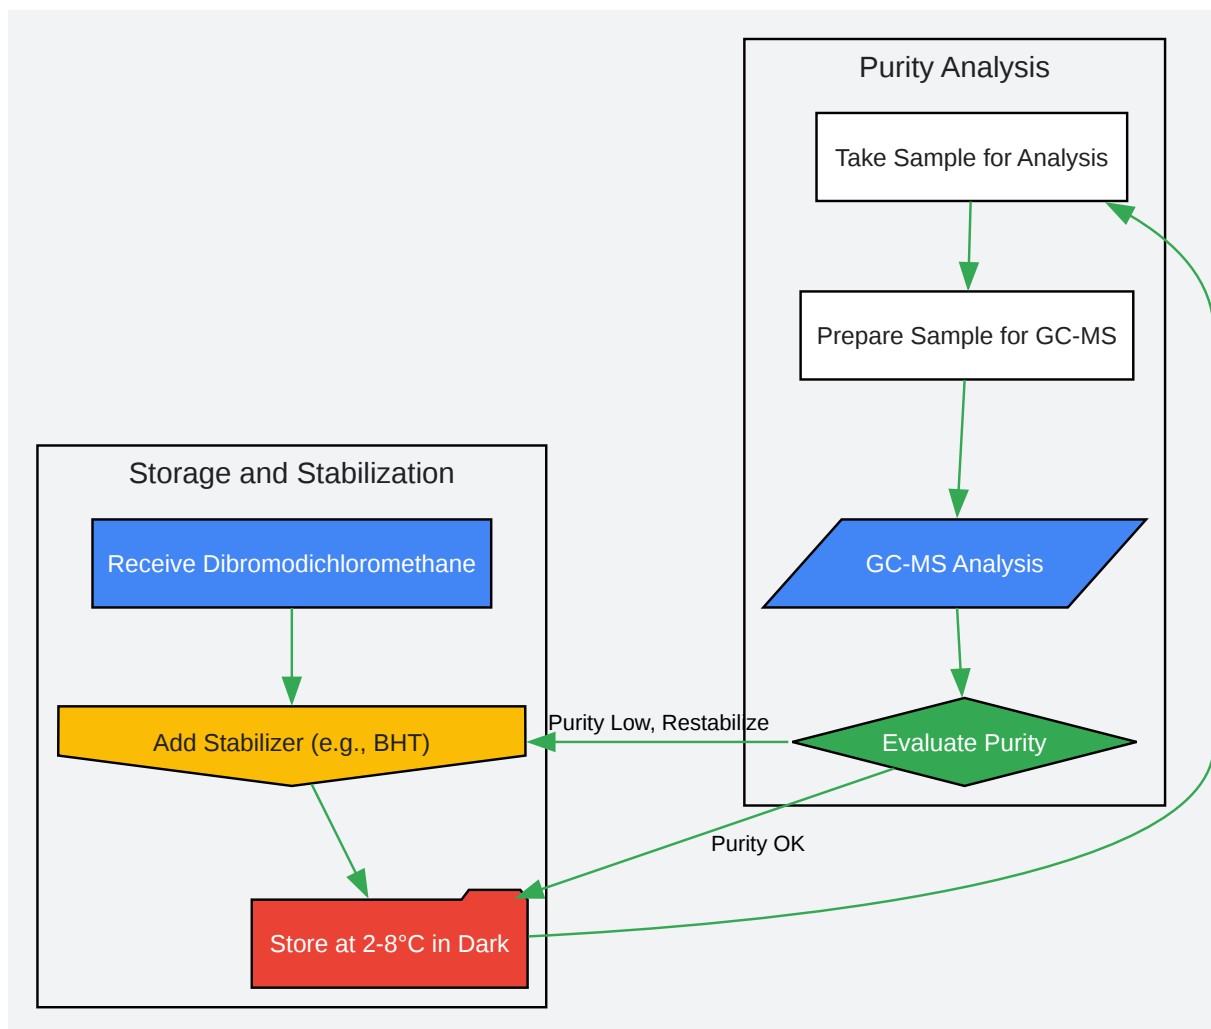 Purity Analysis
Take Sample for Analysis
Prepare Sample for GC-MS
Storage and Stabilization
Receive Dibromodichloromethane
GC-MS Analysis
Purity Low, Restabilize
Add Stabilizer (e.g., BHT)
Evaluate Purity
Purity OK
Store at 2-8°C in Dark